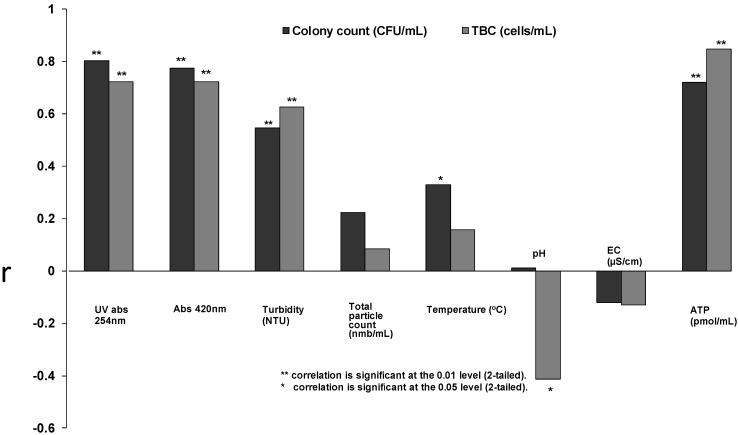 1
Colony count (CFU/mL) TBC (cells/mL)
** ** ** ** ** ** * ** **
0.8
0.6
0.4
0.2
pH EC
(µS/cm)
r 0
UV abs
254nm
Abs 420nm
Turbidity
(NTU)
Total
particle
count
(nmb/mL)
Temperature (ºC)
ATP
(pmol/mL)
-0.2
** correlation is significant at the 0.01 level (2-tailed).
* correlation is significant at the 0.05 level (2-tailed).
*
-0.4
-0.6